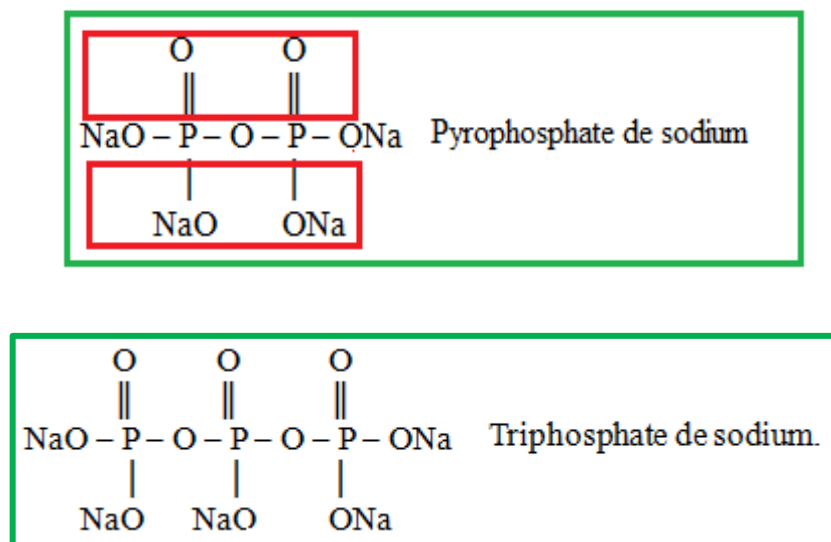 O O
‖ ‖
NaO – P – O – P – ONa Pyrophosphate de sodium
| |
NaO ONa
O O O
‖ ‖ ‖
NaO – P – O – P – O – P – ONa Triphosphate de sodium.
| | |
NaO NaO ONa